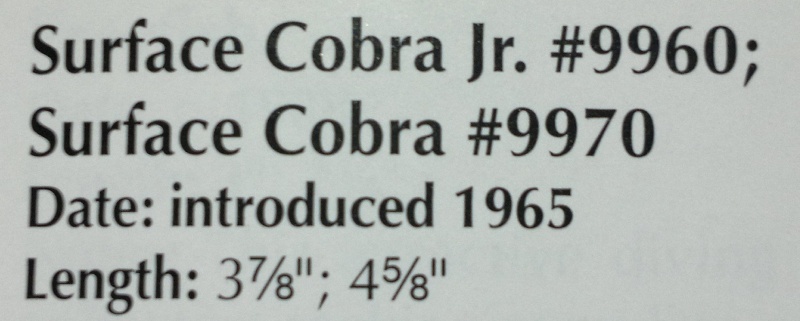 Surface Cobra Jr. #9960;
Surface Cobra #9970
Date: introduced 1965
Length: 3⅞"; 4⅝"